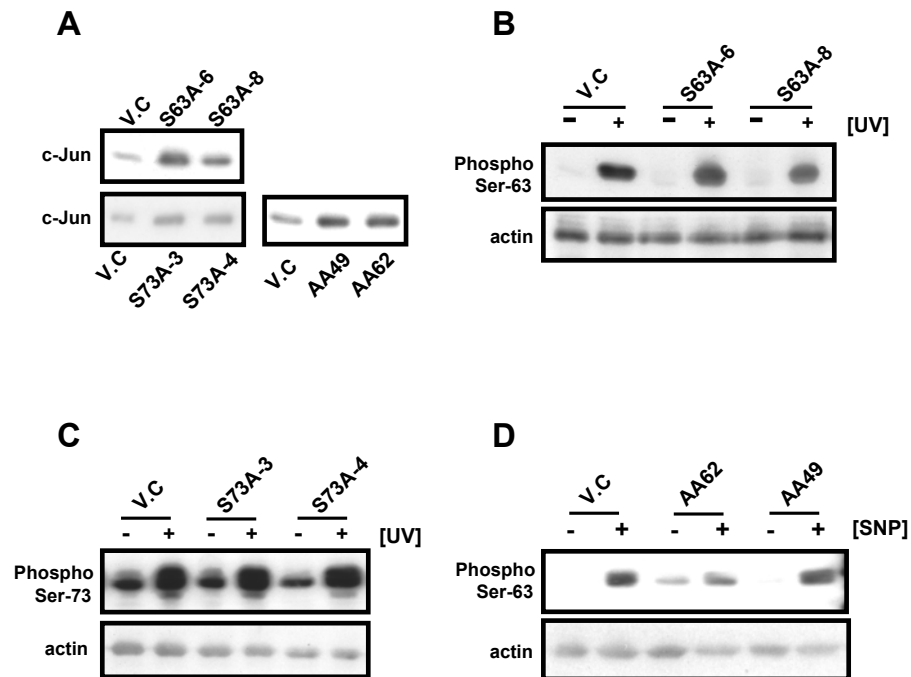 A
V.C S63A-6 S63A-8
c-Jun
c-Jun
V.C S73A-3 S73A-4
V.C AA49 AA62
B
V.C S63A-6 S63A-8
- + - + - + [UV]
Phospho
Ser-63
actin
C
V.C S73A-3 S73A-4
- + - + - + [UV]
Phospho
Ser-73
actin
D
V.C AA62 AA49
- + - + - + [SNP]
Phospho
Ser-63
actin